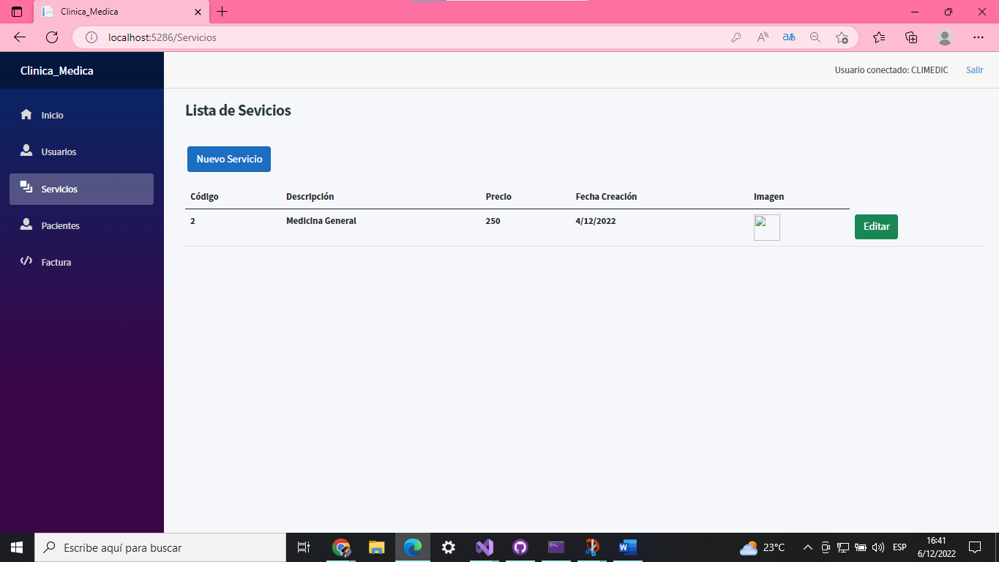 Clinica_Medica
localhost:5286/Servicios
Clinica_Medica
Usuario conectado: CLIMEDIC Salir
Inicio
Usuarios
Servicios
Pacientes
Factura
Lista de Sevicios
Nuevo Servicio
Código Descripción Precio Fecha Creación Imagen
2 Medicina General 250 4/12/2022 Editar
Escribe aquí para buscar
23°C
ESP
16:41
6/12/2022